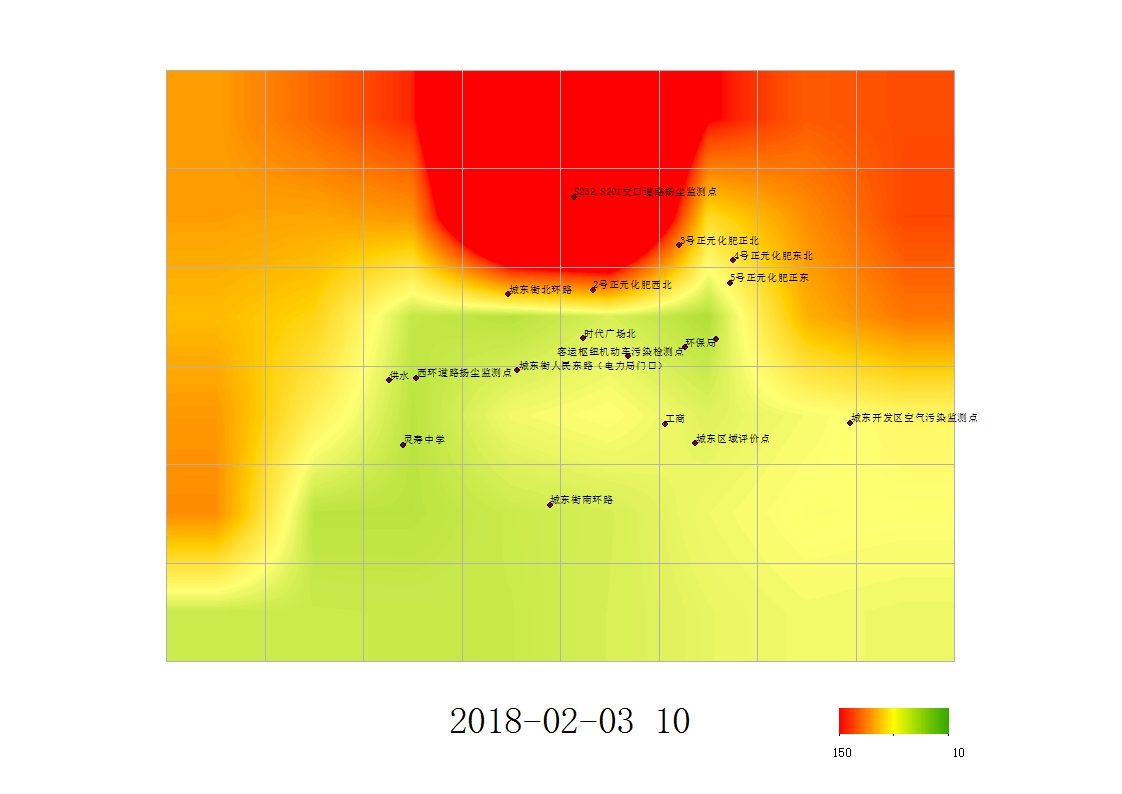 S232,S201交口道路扬尘监测点
3号正元化肥正北
4号正元化肥东北
5号正元化肥正东
2号正元化肥西北
城东街北环路
时代广场北
环保局
客运枢纽机动车污染检测点
城东街人民东路（电力局门口）
供水
西环道路扬尘监测点
工商
城东开发区空气污染监测点
城东区域评价点
灵寿中学
城东街南环路
2018-02-03 10
150
10